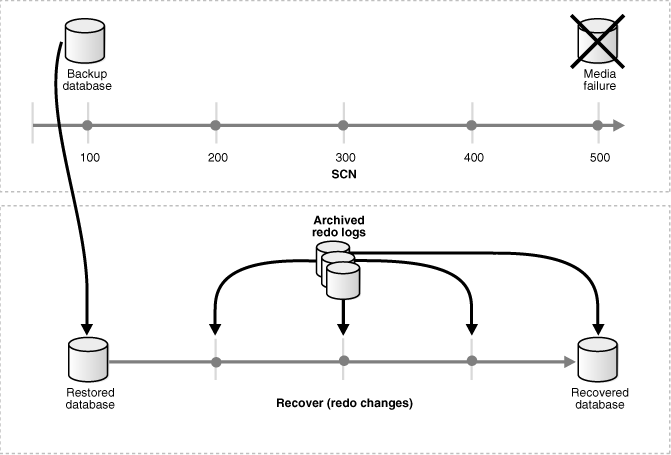 Backup
database
Media
failure
100
200
300
400
500
SCN
Archived
redo logs
Restored
database
Recover (redo changes)
Recovered
database